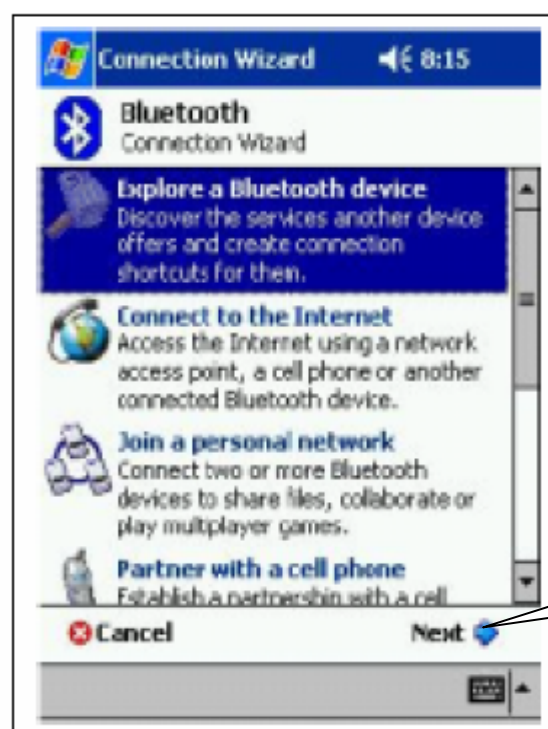 Connection Wizard 8:15
Bluetooth
Connection Wizard
Explore a Bluetooth device
Discover the services another device
offers and create connection
shortcuts for them.
Connect to the Internet
Access the Internet using a network
access point, a cell phone or another
connected Bluetooth device.
Join a personal network
Connect two or more Bluetooth
devices to share files, collaborate or
play multplayer games.
Partner with a cell phone
Establish a partnership with a cell
Cancel Next